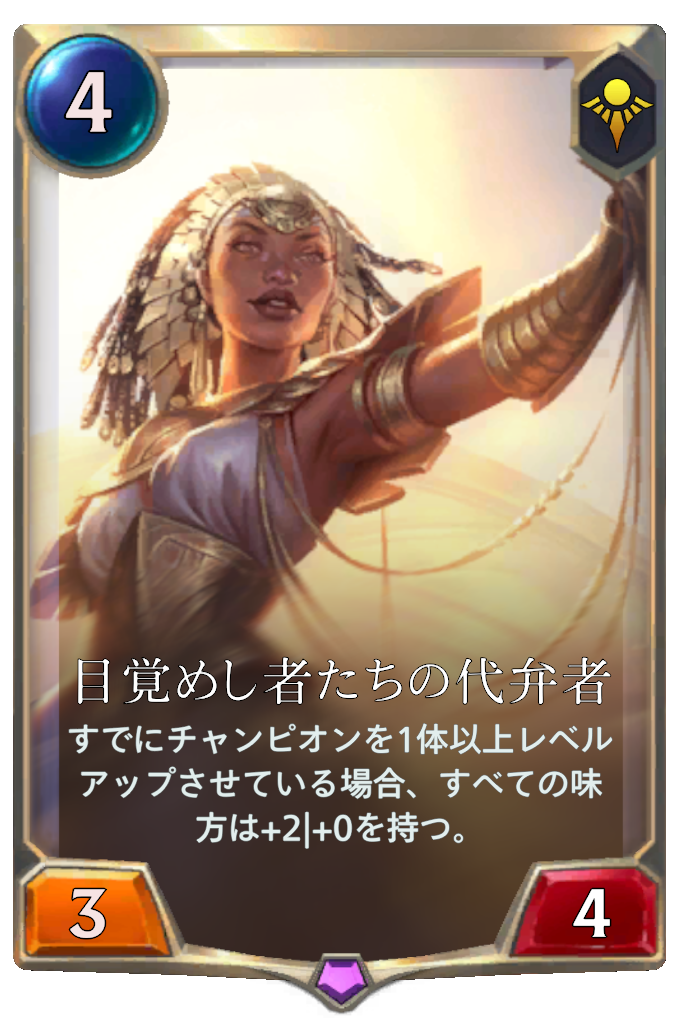 4
目覚めし者たちの代弁者
すでにチャンピオンを1体以上レベル
アップさせている場合、すべての味
方は+2|+0を持つ。
3
4